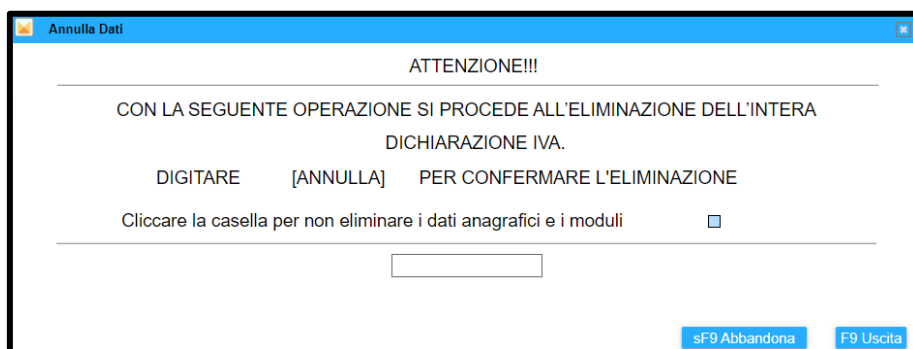 Annulla Dati
ATTENZIONE!!!
CON LA SEGUENTE OPERAZIONE SI PROCEDE ALL'ELIMINAZIONE DELL'INTERA
DICHIARAZIONE IVA.
DIGITARE [ANNULLA] PER CONFERMARE L'ELIMINAZIONE
Cliccare la casella per non eliminare i dati anagrafici e i moduli
sF9 Abbandona F9 Uscita